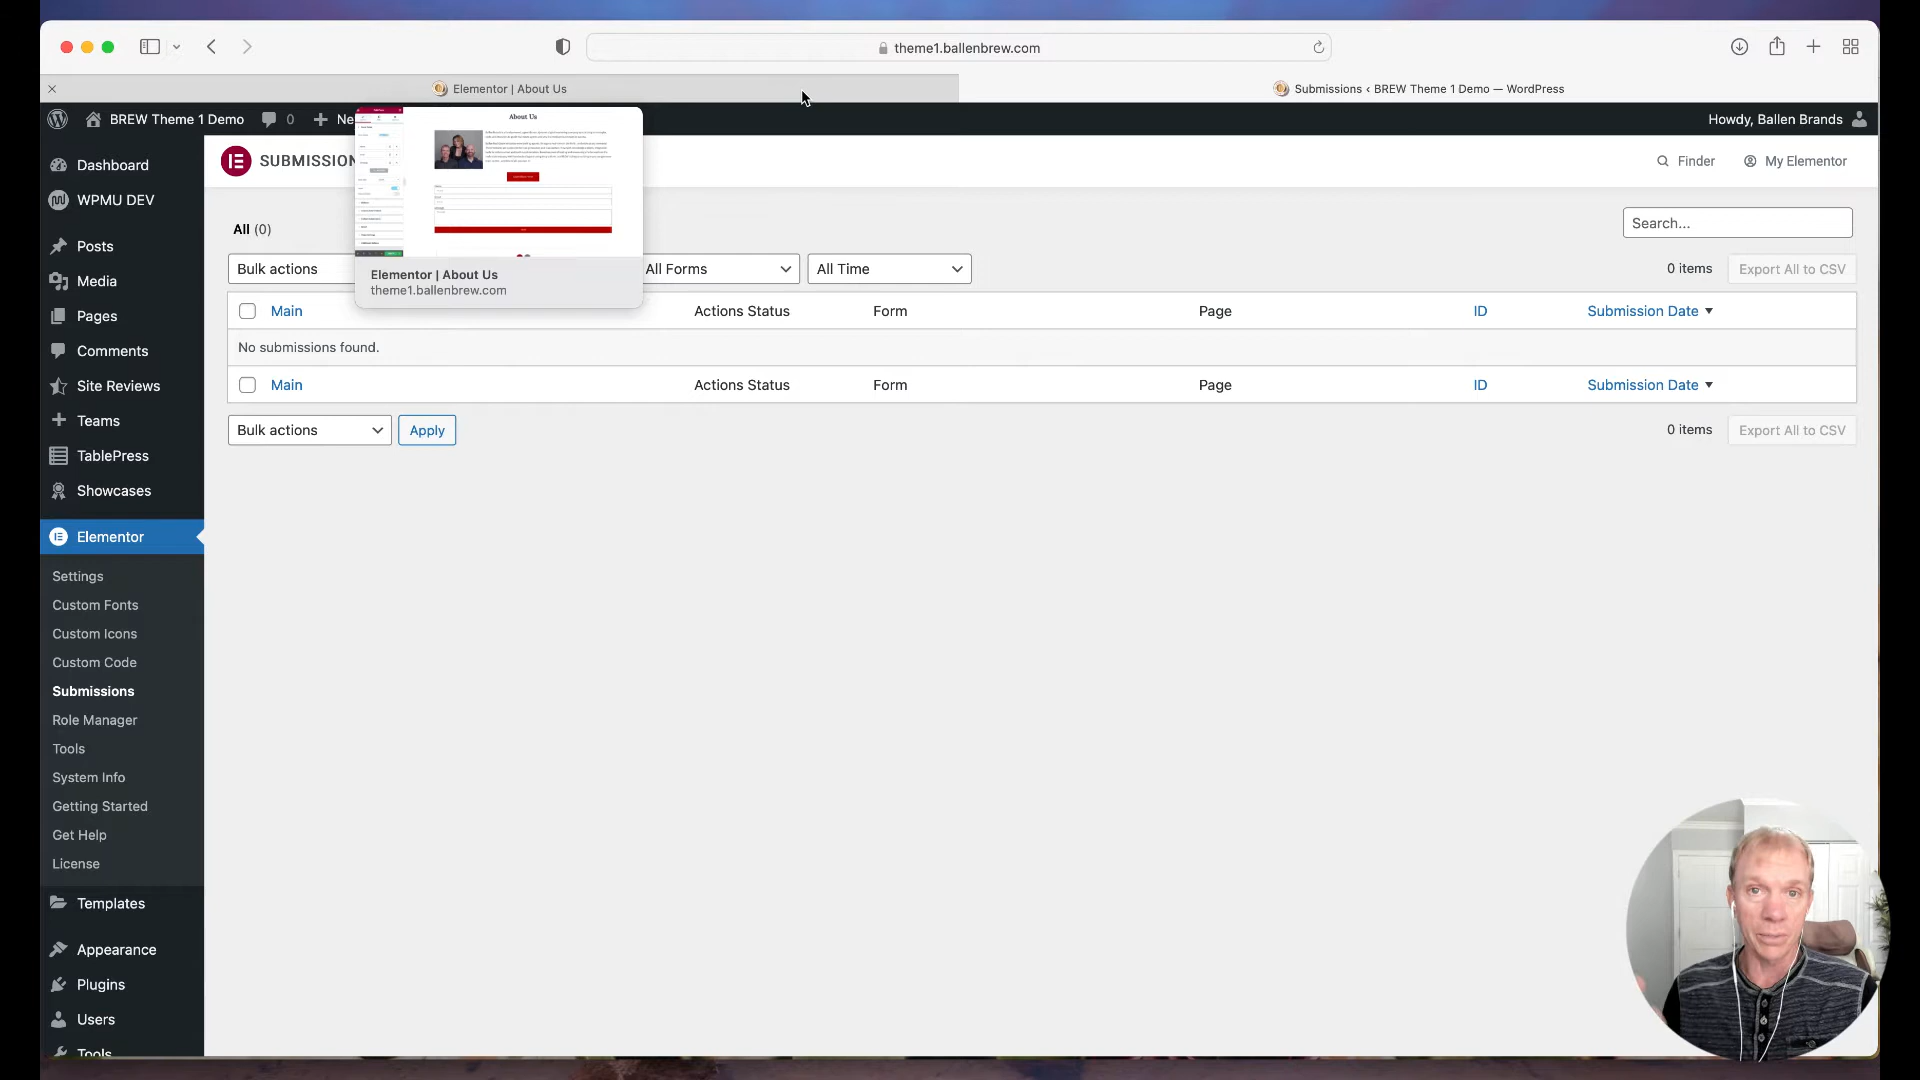 theme1.ballenbrew.com
Elementor | About Us
Submissions ‹ BREW Theme 1 Demo — WordPress
BREW Theme 1 Demo
0
Ne
Howdy, Ballen Brands
About Us
Elementor | About Us
theme1.ballenbrew.com
SUBMISSION
Finder
My Elementor
Dashboard
WPMU DEV
Posts
Media
Pages
Comments
Site Reviews
Teams
TablePress
Showcases
Elementor
Settings
Custom Fonts
Custom Icons
Custom Code
Submissions
Role Manager
Tools
System Info
Getting Started
Get Help
License
Templates
Appearance
Plugins
Users
Tools
All (0)
Search...
Bulk actions
All Forms
All Time
0 items
Export All to CSV
Main
Actions Status
Form
Page
ID
Submission Date
No submissions found.
Main
Actions Status
Form
Page
ID
Submission Date
Bulk actions
Apply
0 items
Export All to CSV